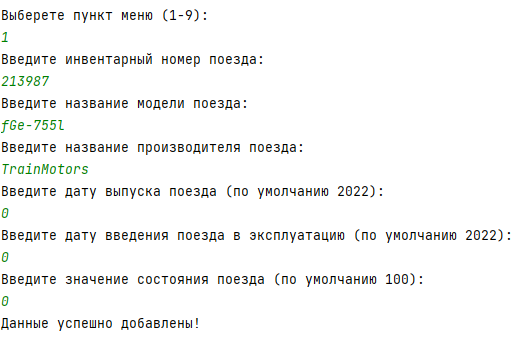 Выберете пункт меню (1-9):
1
Введите инвентарный номер поезда:
213987
Введите название модели поезда:
fGe-755l
Введите название производителя поезда:
TrainMotors
Введите дату выпуска поезда (по умолчанию 2022):
0
Введите дату введения поезда в эксплуатацию (по умолчанию 2022):
0
Введите значение состояния поезда (по умолчанию 100):
0
Данные успешно добавлены!